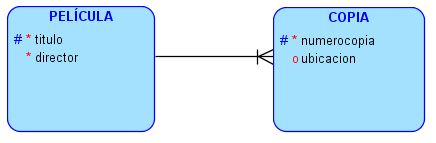 PELÍCULA
# * titulo
* director
COPIA
# * numerocopia
o ubicacion